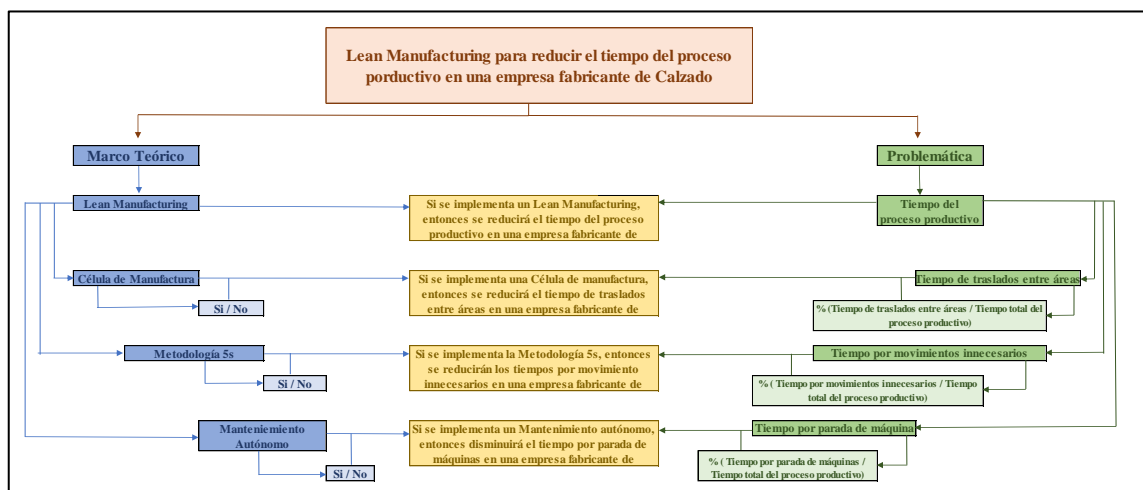 Lean Manufacturing para reducir el tiempo del proceso
porductivo en una empresa fabricante de Calzado
Marco Teórico
Problemática
Lean Manufacturing
Si se implementa un Lean Manufacturing,
entonces se reducirá el tiempo del proceso
productivo en una empresa fabricante de
Tiempo del
proceso productivo
Célula de Manufactura
Si / No
Si se implementa una Célula de manufactura,
entonces se reducirá el tiempo de traslados
entre áreas en una empresa fabricante de
Tiempo de traslados entre áreas
% (Tiempo de traslados entre áreas / Tiempo total del
proceso productivo)
Metodología 5s
Si / No
Si se implementa la Metodología 5s, entonces
se reducirán los tiempos por movimiento
innecesarios en una empresa fabricante de
Tiempo por movimientos innecesarios
% ( Tiempo por movimientos innecesarios / Tiempo
total del proceso productivo)
Manteniemiento
Autónomo
Si / No
Si se implementa un Mantenimiento autónomo,
entonces disminuirá el tiempo por parada de
máquinas en una empresa fabricante de
Tiempo por parada de máquina
% ( Tiempo por parada de máquinas /
Tiempo total del proceso productivo)